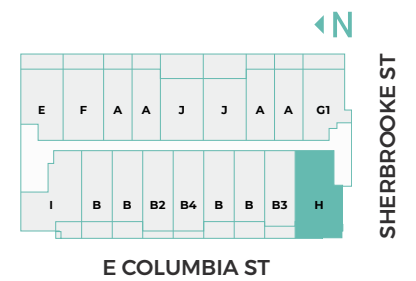 N
SHERBROOKE ST
E F A A J J A A G1
I B B B2 B4 B B B3 H
E COLUMBIA ST